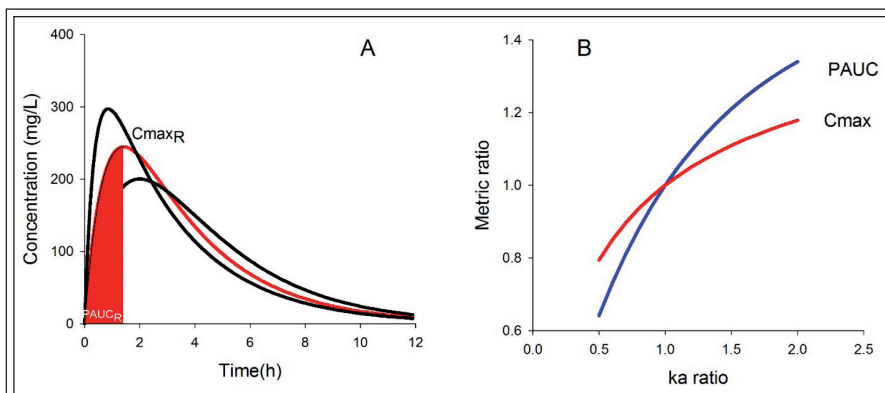 A
400
300
200
100
0
Concentration (mg/L)
CmaxR
PAUCR
0 2 4 6 8 10 12
Time(h)
B
1.4
1.2
1.0
0.8
0.6
Metric ratio
PAUC
Cmax
0.0 0.5 1.0 1.5 2.0 2.5
ka ratio